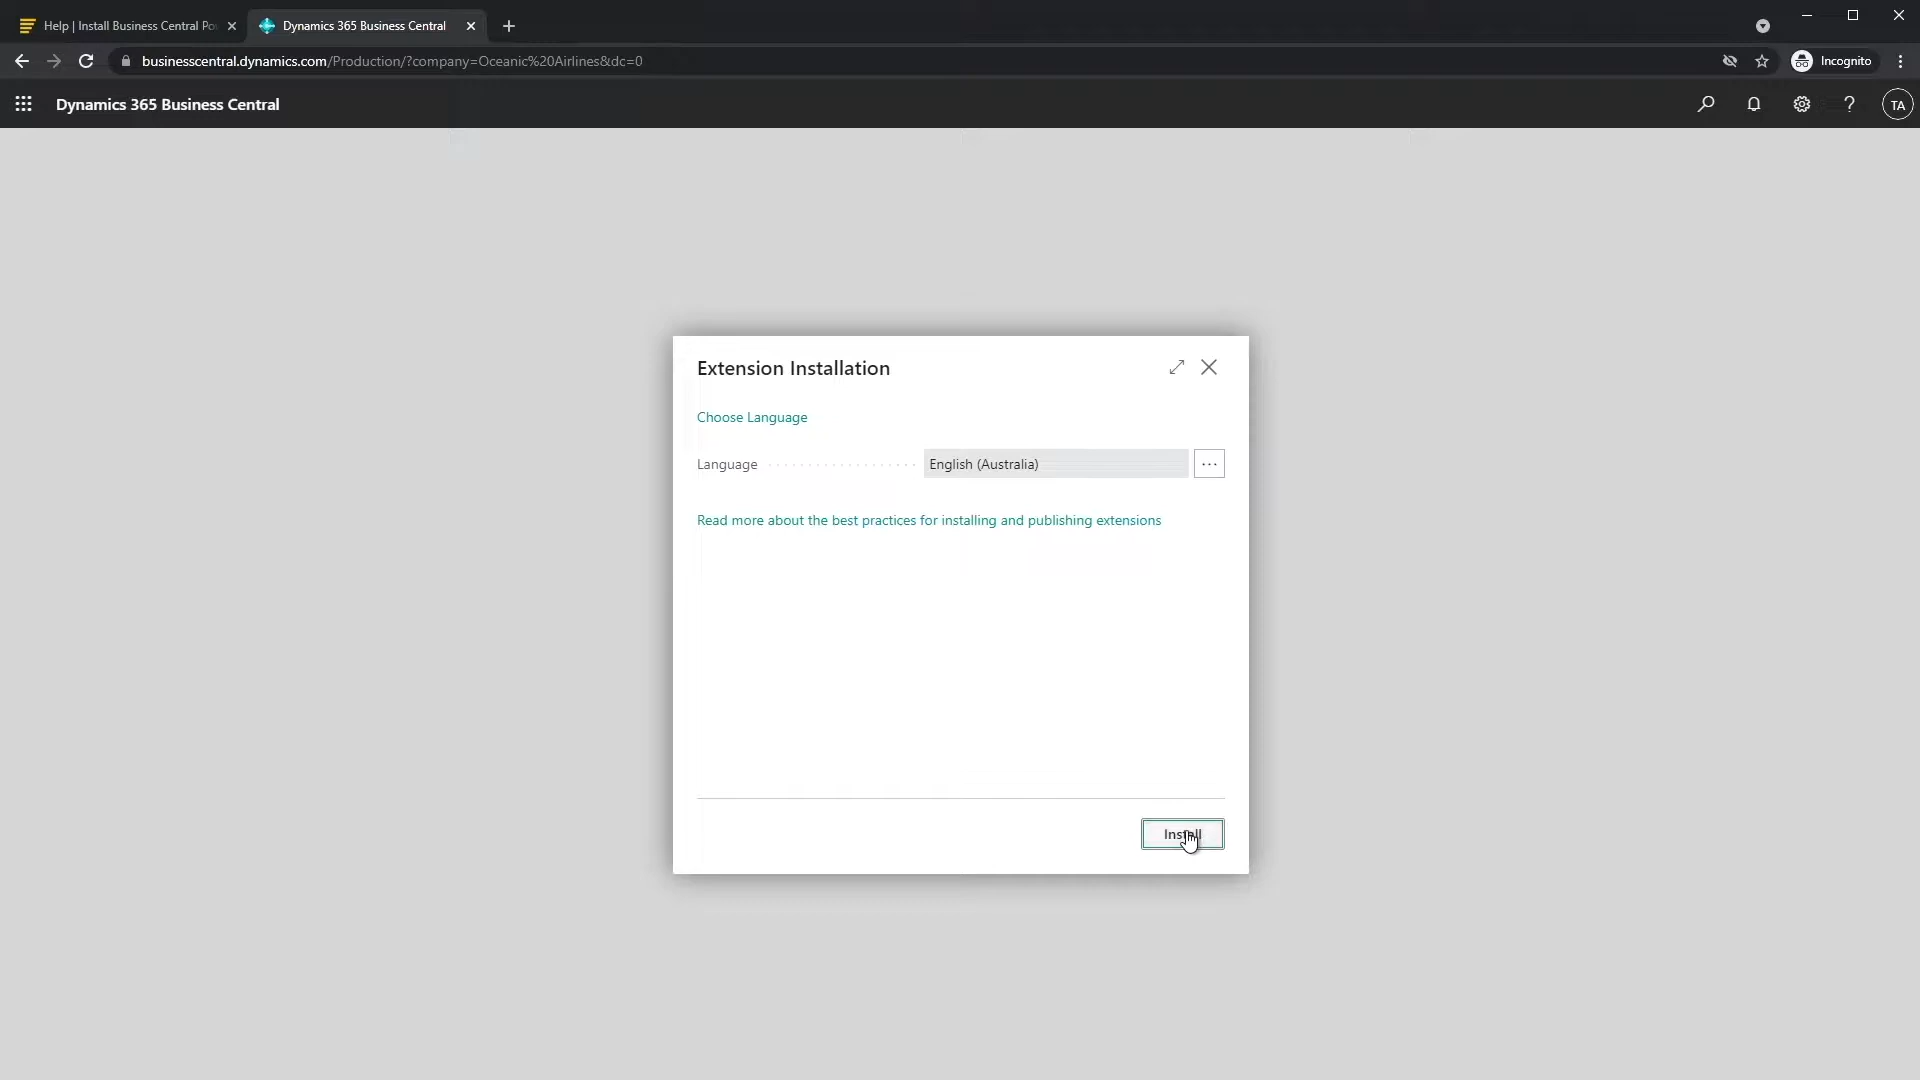 Help | Install Business Central Po
Dynamics 365 Business Central
businesscentral.dynamics.com/Production/?company=Oceanic%20Airlines&dc=0
Incognito
Dynamics 365 Business Central
TA
Extension Installation
Choose Language
Language
English (Australia)
Read more about the best practices for installing and publishing extensions
Install